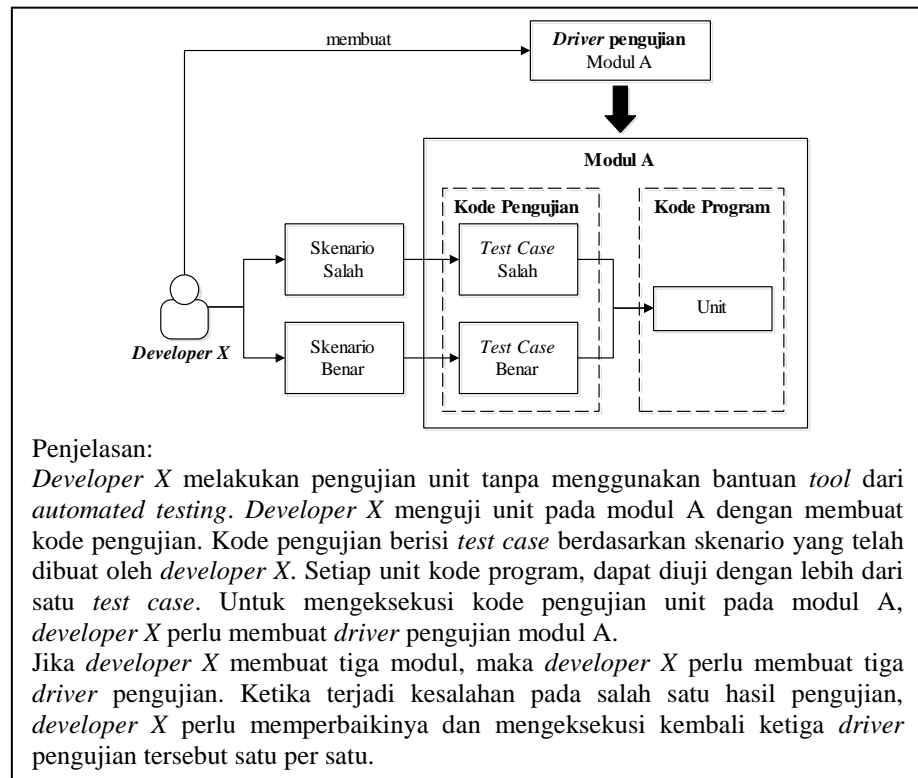 membuat
Driver pengujian
Modul A
Modul A
Kode Pengujian
Kode Program
Skenario
Salah
Test Case
Salah
Unit
Developer X
Skenario
Benar
Test Case
Benar
Penjelasan:
Developer X melakukan pengujian unit tanpa menggunakan bantuan tool dari
automated testing. Developer X menguji unit pada modul A dengan membuat
kode pengujian. Kode pengujian berisi test case berdasarkan skenario yang telah
dibuat oleh developer X. Setiap unit kode program, dapat diuji dengan lebih dari
satu test case. Untuk mengeksekusi kode pengujian unit pada modul A,
developer X perlu membuat driver pengujian modul A.
Jika developer X membuat tiga modul, maka developer X perlu membuat tiga
driver pengujian. Ketika terjadi kesalahan pada salah satu hasil pengujian,
developer X perlu memperbaikinya dan mengeksekusi kembali ketiga driver
pengujian tersebut satu per satu.